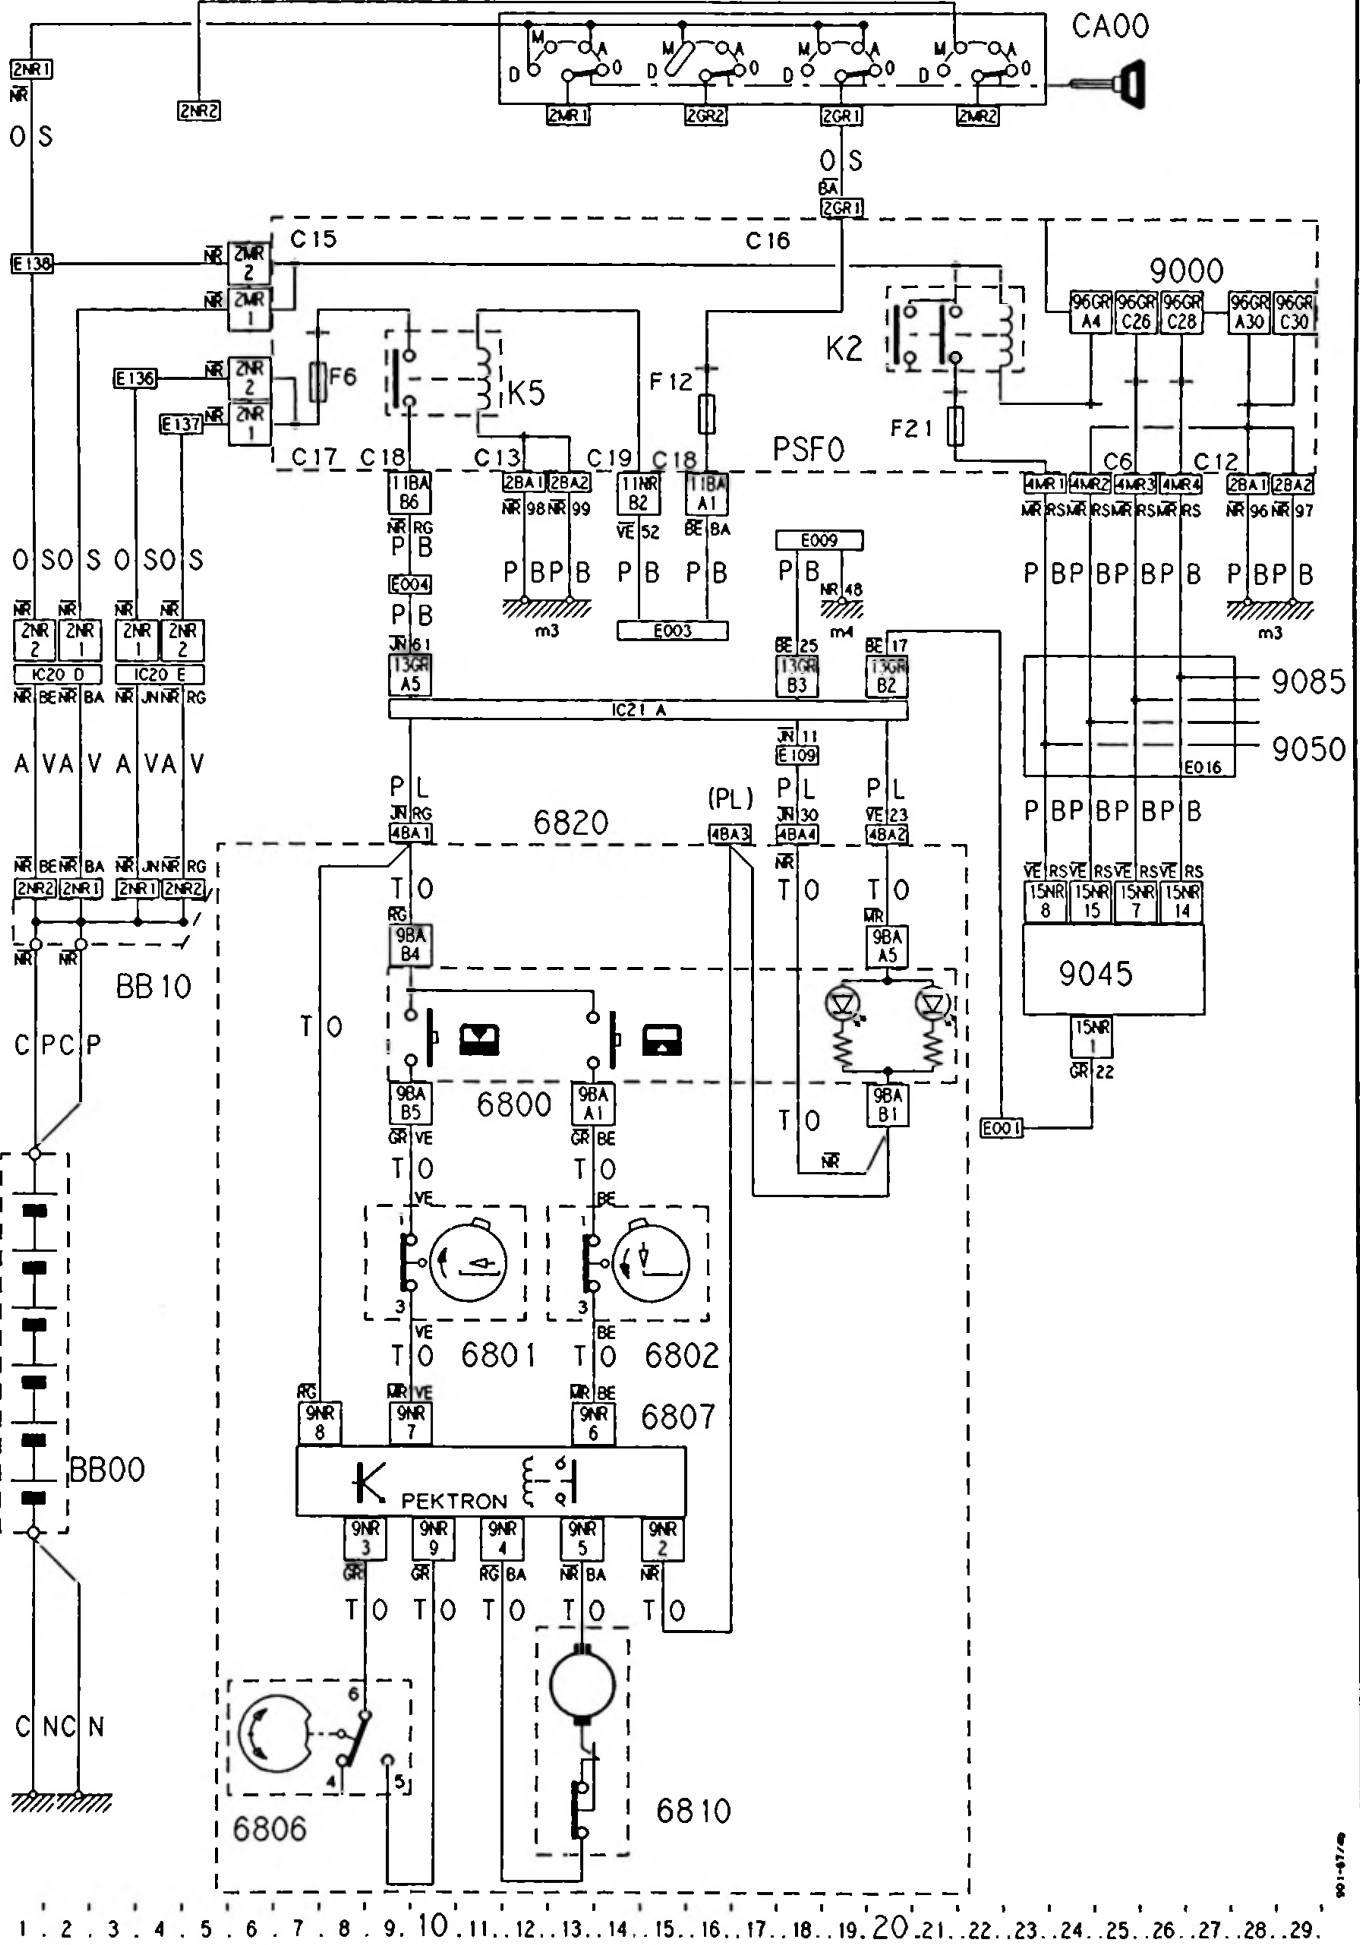 CA00
M A M A M A M A
D O D O D O D O
2NR1
NR
2NR2
2MR1 2GR2 2GR1 2MR2
O S
O S
BA
2GR1
C15 C16
E138 NR 2MR 2
9000
NR 2MR 1
96GR A4 96GR C26 96GR C28 96GR A30 96GR C30
K2
E136 NR 2NR 2 F6 K5 F12
E137 NR 2NR 1
F21
PSF0
C17 C18 C13 C19 C18 C6 C12
11BA B6 2BA1 2BA2 11NR B2 11BA A1 4MR1 4MR2 4MR3 4MR4 2BA1 2BA2
NR RG NR 98 NR 99 VE 52 BE BA MR RS MR RS MR RS MR RS NR 96 NR 97
P B
E009
O S O S O S O S
E004 P B P B P B P B P B P B P B P B P B P B P B
NR 48
P B
NR NR NR NR
m3 E003 m4 m3
2NR 2 2NR 1 2NR 1 2NR 2
JN 61 BE 25 BE 17
13GR A5 13GR B3 13GR B2
IC20 D IC20 E
NR BE NR BA NR JN NR RG
IC21 A
9085
JN 11
E109
9050
E016
A V A V A V A V
P L (PL) P L P L
P B P B P B P B
JN RG 6820 JN 30 VE 23
4BA1 4BA3 4BA4 4BA2
NR BE NR BA NR JN NR RG
NR
VE RS VE RS VE RS VE RS
2NR2 2NR1 2NR1 2NR2
T O T O T O
15NR 8 15NR 15 15NR 7 15NR 14
RG MR
9BA B4 9BA A5
NR NR
9045
BB10
T O
15NR 1
C P C P
GR 22
9BA B5 6800 9BA A1 9BA B1
T O
E001
GR VE GR BE
T O T O
NR
VE BE
1 1
3 3
VE BE
T O 6801 T O 6802
RG MR VE MR BE
9NR 8 9NR 7 9NR 6 6807
BB00
PEKTRON
9NR 3 9NR 9 9NR 4 9NR 5 9NR 2
GR GR RG BA NR BA NR
T O T O T O T O T O
6
C N C N
4 5
6806 6810
901-67/4b
1 . 2 . 3 . 4 . 5 . 6 . 7 . 8 . 9 . 10 . 11 . 12 . 13 . 14 . 15 . 16 . 17 . 18 . 19 . 20 . 21 . 22 . 23 . 24 . 25 . 26 . 27 . 28 . 29 .